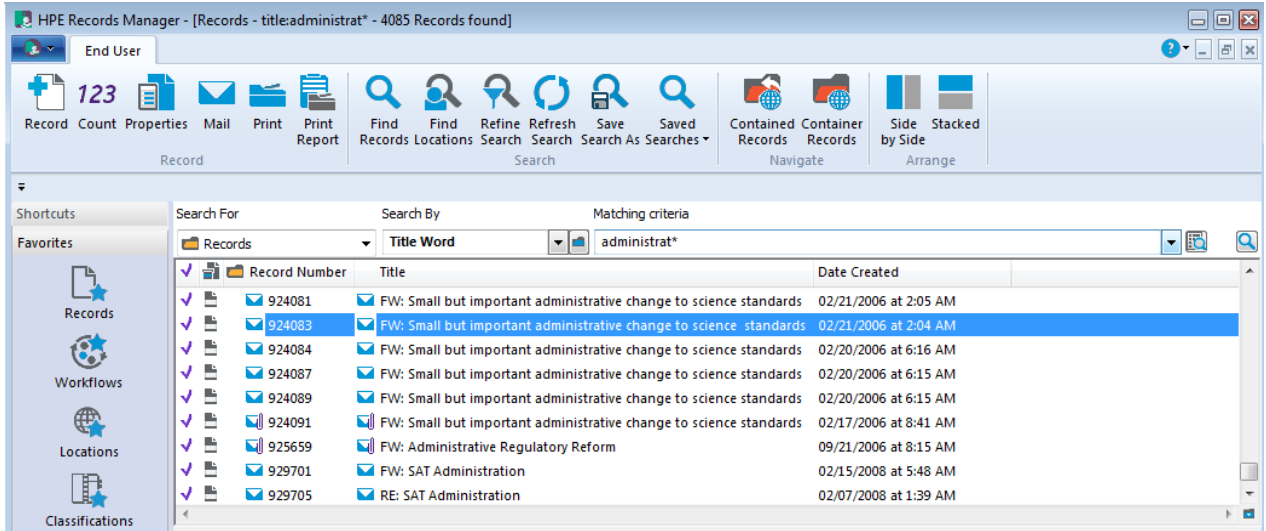 HPE Records Manager - [Records - title:administrat* - 4085 Records found]
End User
123
Record Count Properties Mail Print Print Report Find Records Find Locations Refine Search Refresh Search Save Search As Saved Searches Contained Records Container Records Side by Side Stacked
Record Search Navigate Arrange
Shortcuts Search For Search By Matching criteria
Favorites Records Title Word administrat*
Record Number Title Date Created
924081 FW: Small but important administrative change to science standards 02/21/2006 at 2:05 AM
Records
924083 FW: Small but important administrative change to science standards 02/21/2006 at 2:04 AM
924084 FW: Small but important administrative change to science standards 02/20/2006 at 6:16 AM
924087 FW: Small but important administrative change to science standards 02/20/2006 at 6:15 AM
Workflows
924089 FW: Small but important administrative change to science standards 02/20/2006 at 6:15 AM
924091 FW: Small but important administrative change to science standards 02/17/2006 at 8:41 AM
925659 FW: Administrative Regulatory Reform 09/21/2006 at 8:15 AM
Locations
929701 FW: SAT Administration 02/15/2008 at 5:48 AM
929705 RE: SAT Administration 02/07/2008 at 1:39 AM
Classifications